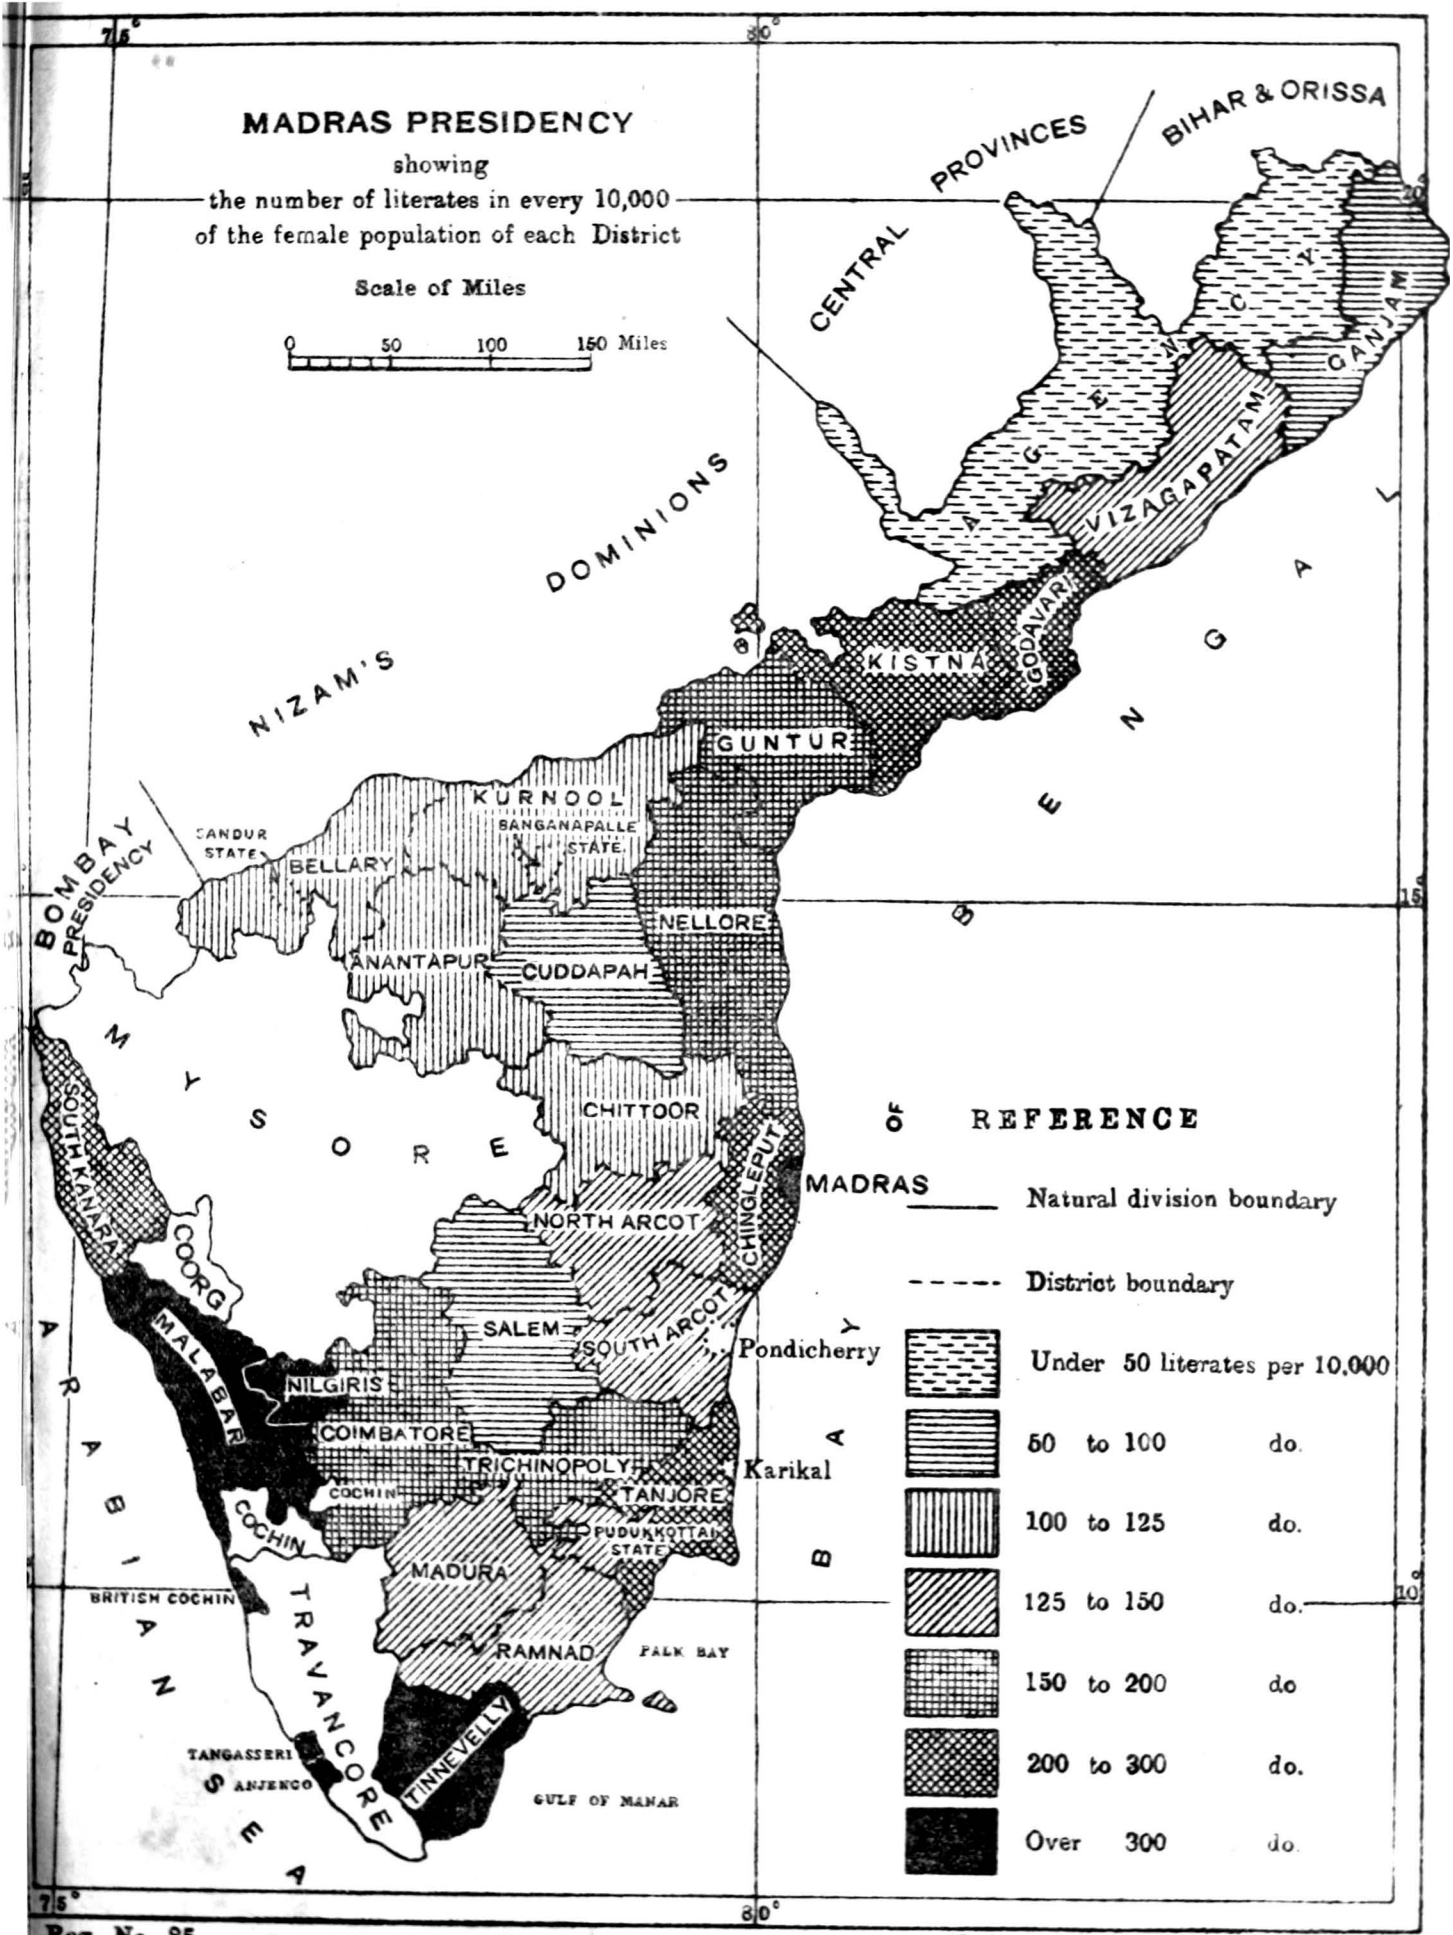 75°
80°
MADRAS PRESIDENCY
showing
the number of literates in every 10,000
of the female population of each District
Scale of Miles
0 50 100 150 Miles
CENTRAL PROVINCES
BIHAR & ORISSA
20°
AGENCY
GANJAM
VIZAGAPATAM
NIZAM'S DOMINIONS
GODAVARI
KISTNA
GUNTUR
KURNOOL
BANGANAPALLE
STATE
SANDUR
STATE
BELLARY
BOMBAY
PRESIDENCY
NELLORE
15°
ANANTAPUR
CUDDAPAH
MYSORE
CHITTOOR
SOUTH KANARA
CHINGLEPUT
MADRAS
NORTH ARCOT
COORG
SALEM
SOUTH ARCOT
Pondicherry
MALABAR
NILGIRIS
COIMBATORE
TRICHINOPOLY
Karikal
COCHIN
TANJORE
COCHIN
PUDUKKOTTAI
STATE
MADURA
BRITISH COCHIN
10°
TRAVANCORE
RAMNAD
PALK BAY
TINNEVELLY
TANGASSERI
ANJENGO
GULF OF MANAR
ARABIAN SEA
BAY OF BENGAL
REFERENCE
Natural division boundary
District boundary
Under 50 literates per 10,000
50 to 100 do.
100 to 125 do.
125 to 150 do.
150 to 200 do
200 to 300 do.
Over 300 do.
75°
80°